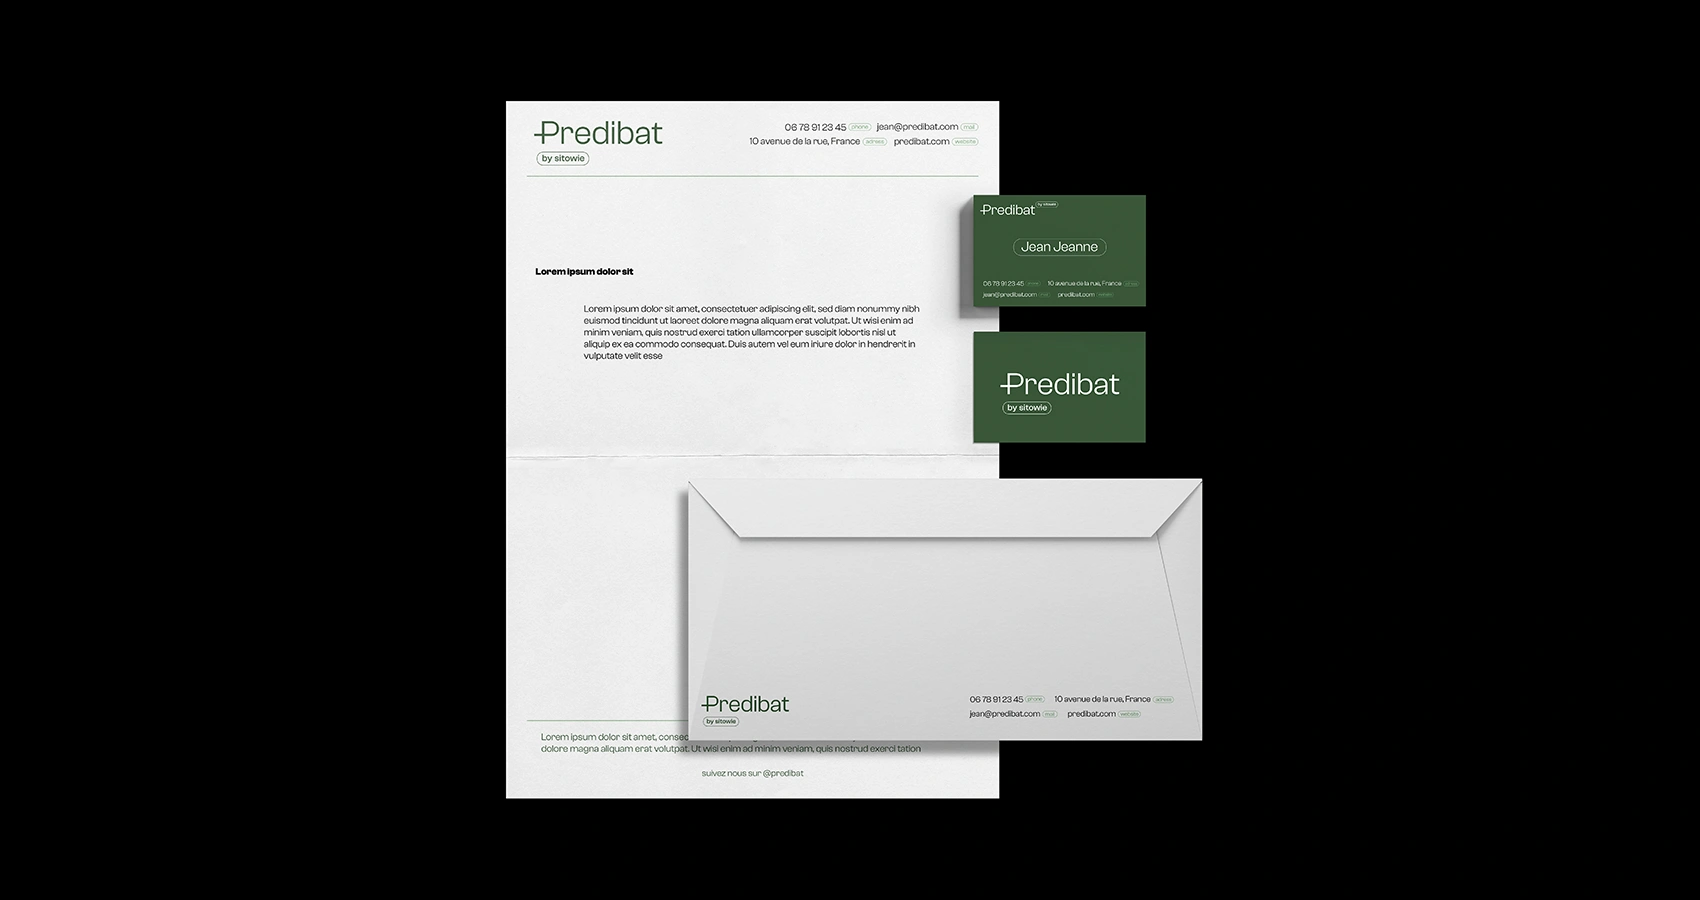 Predibat
by sitowie
06 78 91 23 45 phone jean@predibat.com mail
10 avenue de la rue, France adress predibat.com website
Lorem ipsum dolor sit
Lorem ipsum dolor sit amet, consectetuer adipiscing elit, sed diam nonummy nibh
euismod tincidunt ut laoreet dolore magna aliquam erat volutpat. Ut wisi enim ad
minim veniam, quis nostrud exerci tation ullamcorper suscipit lobortis nisl ut
aliquip ex ea commodo consequat. Duis autem vel eum iriure dolor in hendrerit in
vulputate velit esse
Lorem ipsum dolor sit amet, consec
dolore magna aliquam erat volutpat. Ut wisi enim ad minim veniam, quis nostrud exerci tation
suivez nous sur @predibat
Predibat by sitowie
Jean Jeanne
06 78 91 23 45 phone 10 avenue de la rue, France
jean@predibat.com mail predibat.com website
Predibat
by sitowie
Predibat
by sitowie
06 78 91 23 45 phone 10 avenue de la rue, France adress
jean@predibat.com mail predibat.com website